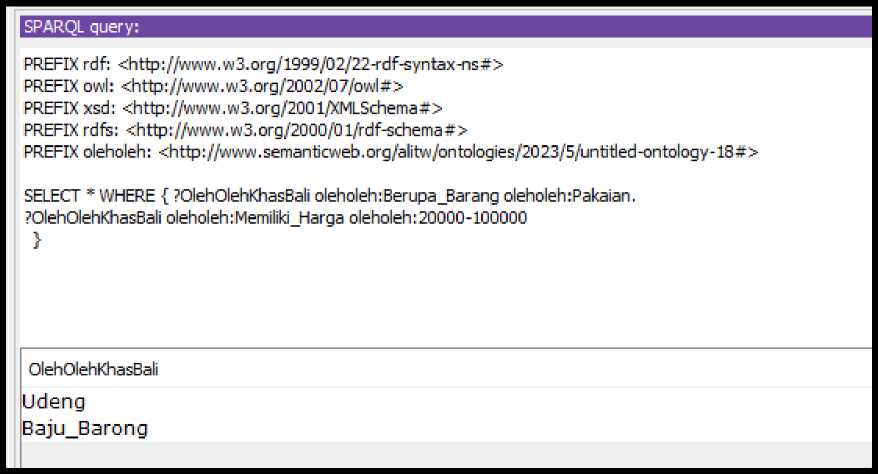 SPARQL query:
PREFIX rdf: <http://www.w3.org/1999/02/22-rdf-syntax-ns#>
PREFIX owl: <http://www.w3.org/2002/07/owl#>
PREFIX xsd: <http://www.w3.org/2001/XMLSchema#>
PREFIX rdfs: <http://www.w3.org/2000/01/rdf-schema#>
PREFIX oleholeh: <http://www.semanticweb.org/alitw/ontologies/2023/5/untitled-ontology-18#>
SELECT * WHERE { ?OlehOlehKhasBali oleholeh:Berupa_Barang oleholeh:Pakaian.
?OlehOlehKhasBali oleholeh:Memiliki_Harga oleholeh:20000-100000
}
OlehOlehKhasBali
Udeng
Baju_Barong